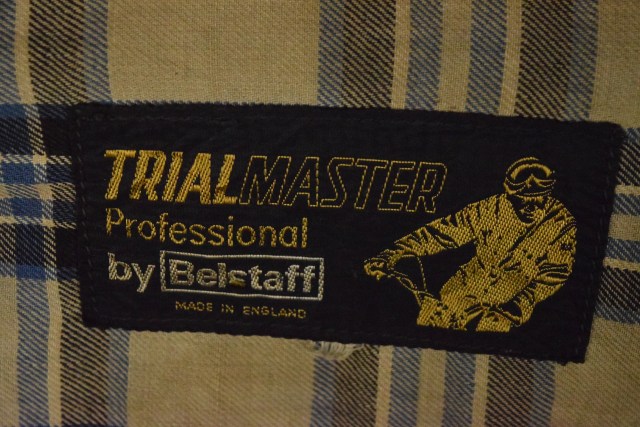 TRIALMASTER
Professional
by Belstaff
MADE IN ENGLAND